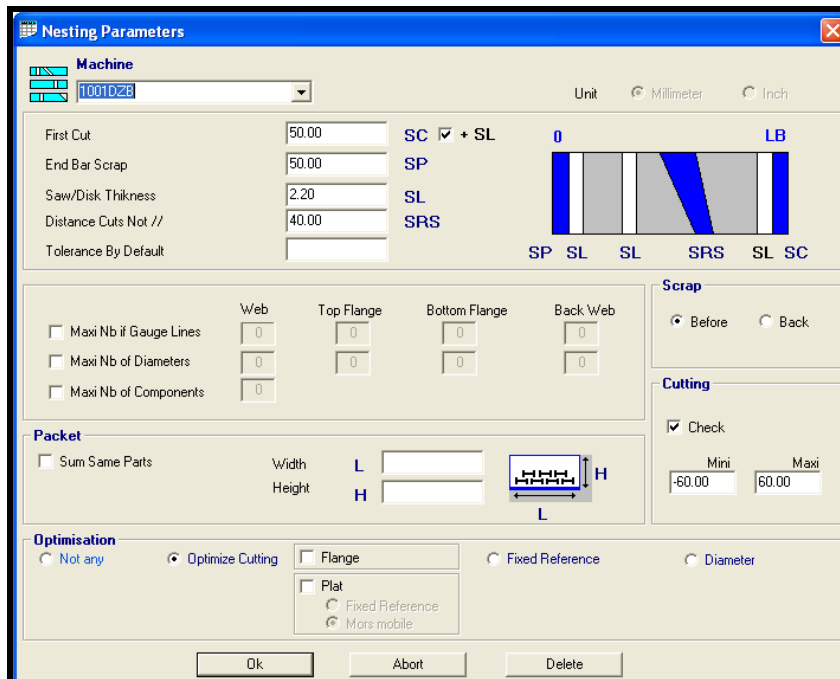 Nesting Parameters
Machine
1001DZB
Unit Millimeter Inch
First Cut 50.00 SC + SL
End Bar Scrap 50.00 SP
Saw/Disk Thikness 2.20 SL
Distance Cuts Not // 40.00 SRS
Tolerance By Default
0 LB
SP SL SL SRS SL SC
Web Top Flange Bottom Flange Back Web
Maxi Nb if Gauge Lines 0 0 0 0
Maxi Nb of Diameters 0 0 0 0
Maxi Nb of Components 0
Scrap
Before Back
Cutting
Check
Mini Maxi
-60.00 60.00
Packet
Sum Same Parts
Width L
Height H
H
L
Optimisation
Not any Optimize Cutting Flange Fixed Reference Diameter
Plat
Fixed Reference
Mors mobile
Ok Abort Delete